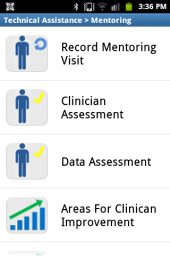 3:36 PM
Technical Assistance > Mentoring
Record Mentoring
Visit
Clinician
Assessment
Data Assessment
Areas For Clinican
Improvement